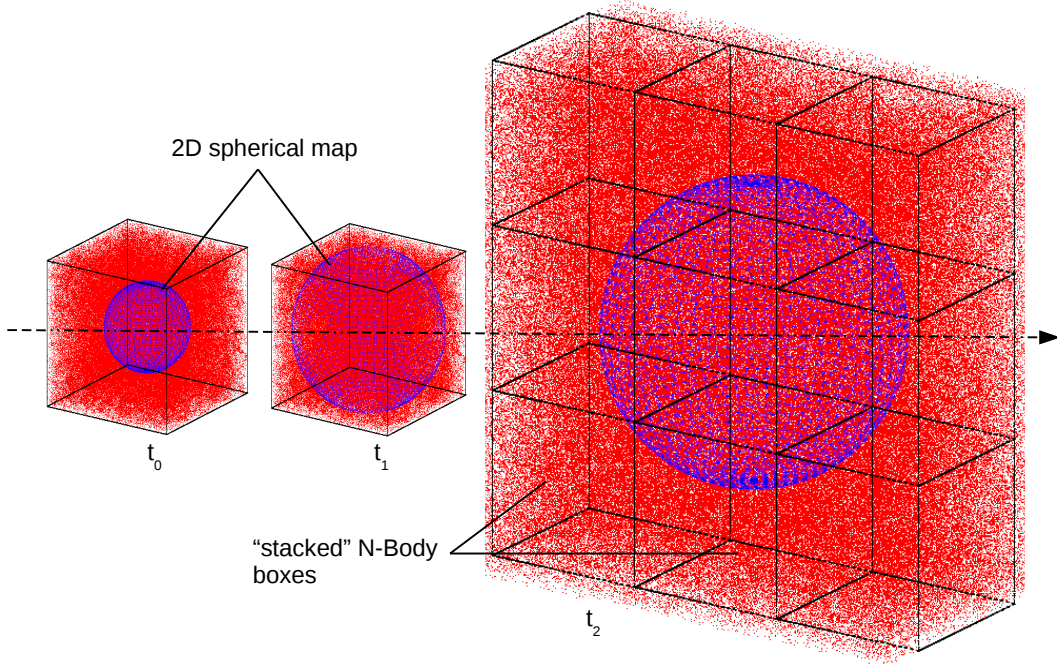 2D spherical map
t₀
t₁
“stacked” N-Body
boxes
t₂